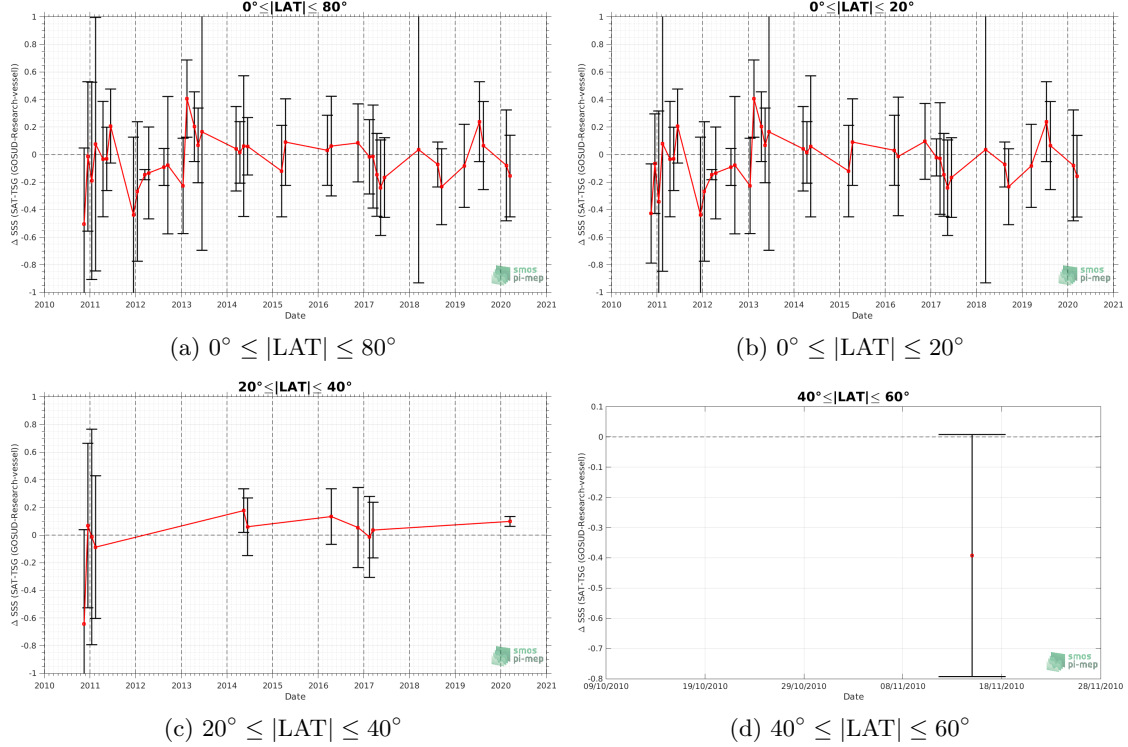 0°≤|LAT|≤ 80°
Δ SSS (SAT-TSG (GOSUD-Research-vessel))
1
0.8
0.6
0.4
0.2
0
-0.2
-0.4
-0.6
-0.8
-1
2010 2011 2012 2013 2014 2015 2016 2017 2018 2019 2020 2021
Date
smos
pi-mep
(a) 0° ≤ |LAT| ≤ 80°
0°≤|LAT|≤ 20°
Δ SSS (SAT-TSG (GOSUD-Research-vessel))
1
0.8
0.6
0.4
0.2
0
-0.2
-0.4
-0.6
-0.8
-1
2010 2011 2012 2013 2014 2015 2016 2017 2018 2019 2020 2021
Date
smos
pi-mep
(b) 0° ≤ |LAT| ≤ 20°
20°≤|LAT|≤ 40°
Δ SSS (SAT-TSG (GOSUD-Research-vessel))
1
0.8
0.6
0.4
0.2
0
-0.2
-0.4
-0.6
-0.8
-1
2010 2011 2012 2013 2014 2015 2016 2017 2018 2019 2020 2021
Date
smos
pi-mep
(c) 20° ≤ |LAT| ≤ 40°
40°≤|LAT|≤ 60°
Δ SSS (SAT-TSG (GOSUD-Research-vessel))
0.1
0
-0.1
-0.2
-0.3
-0.4
-0.5
-0.6
-0.7
-0.8
09/10/2010 19/10/2010 29/10/2010 08/11/2010 18/11/2010 28/11/2010
Date
smos
pi-mep
(d) 40° ≤ |LAT| ≤ 60°